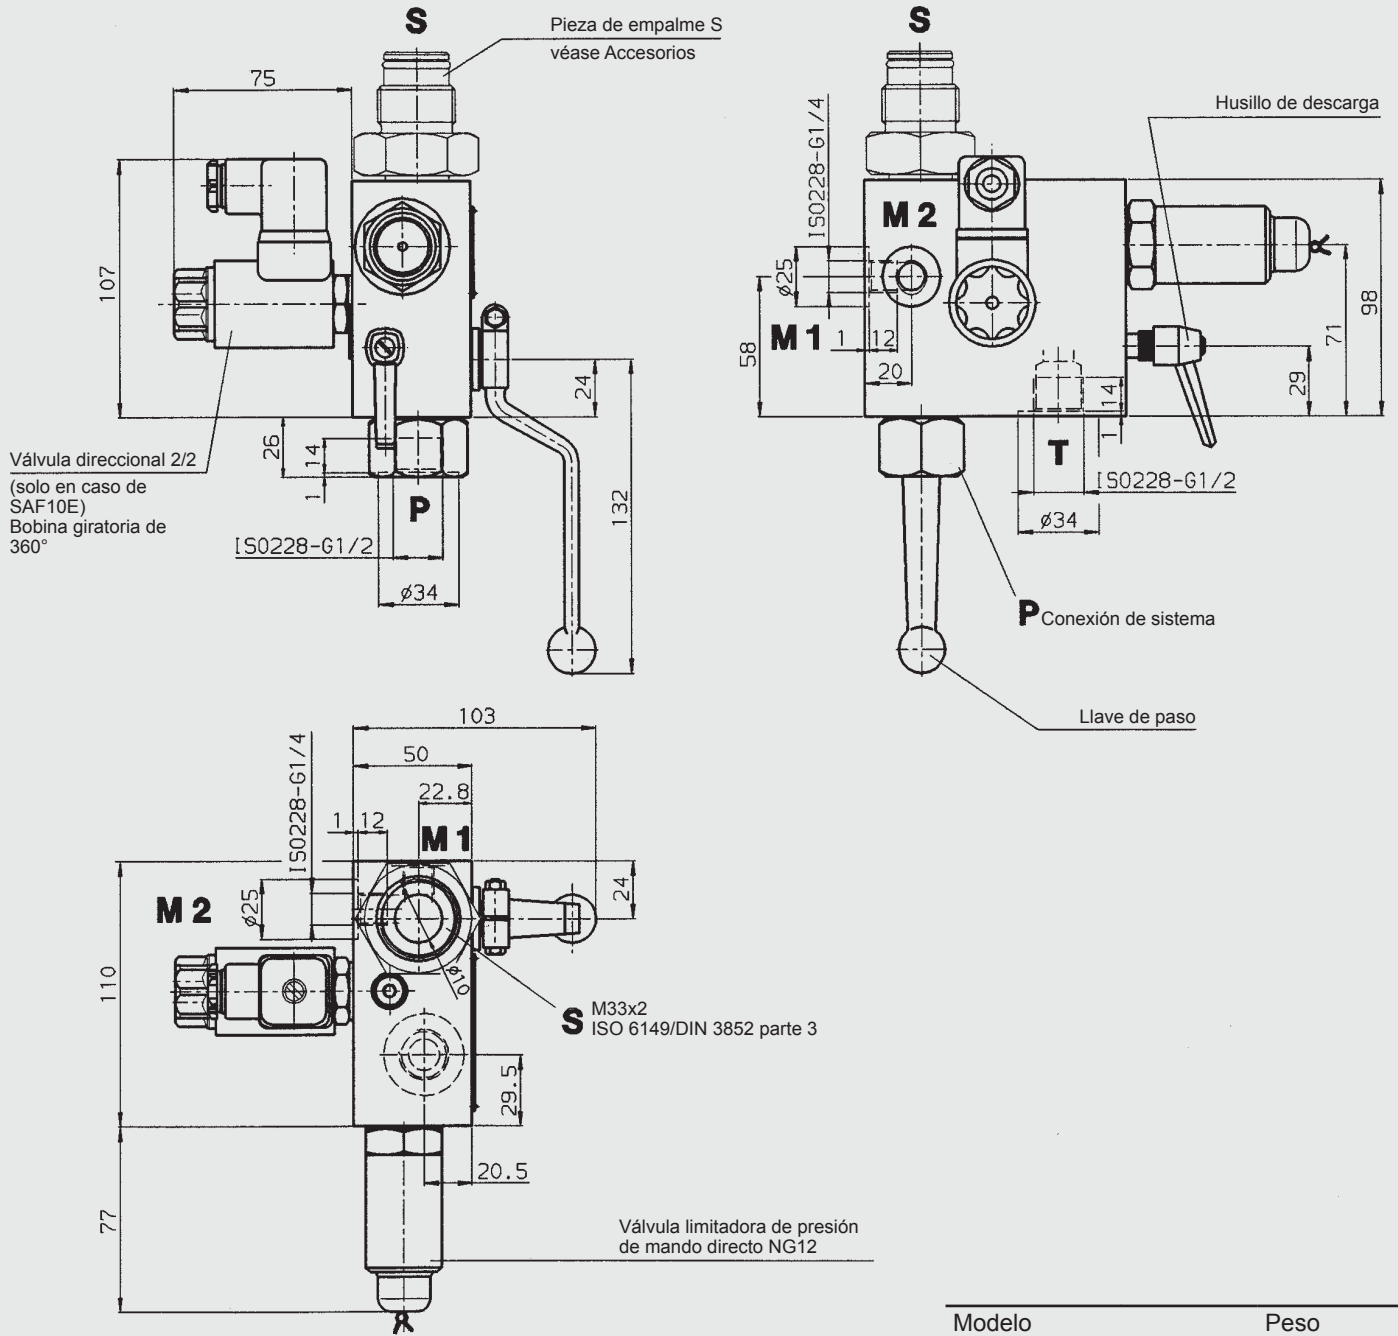 S
Pieza de empalme S
véase Accesorios
75
107
26
14
1
24
132
P
ISO228-G1/2
ø34
Válvula direccional 2/2
(solo en caso de
SAF10E)
Bobina giratoria de
360°
S
Husillo de descarga
ISO228-G1/4
M 2
ø25
58
M 1
1
12
20
98
71
29
14
1
T
ISO228-G1/2
ø34
P Conexión de sistema
Llave de paso
103
50
22.8
ISO228-G1/4
1
12
M 1
24
M 2
ø25
110
ø10
S M33x2
ISO 6149/DIN 3852 parte 3
29.5
20.5
77
Válvula limitadora de presión
de mando directo NG12
Modelo Peso